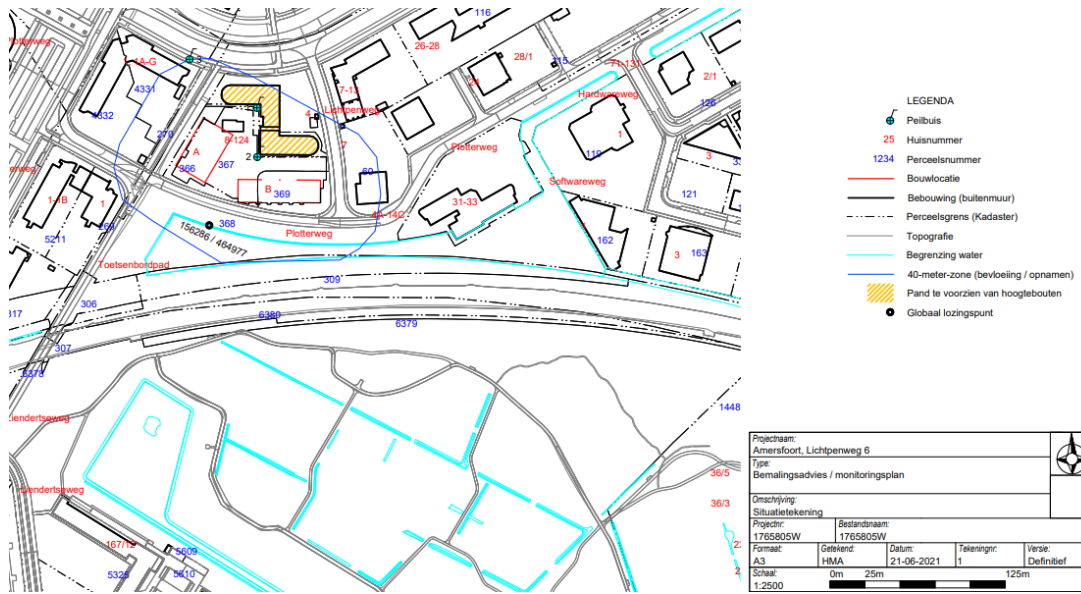 116
26-28
28/1
115
24
71-131
2/1
126
Hardwareweg
1A-G
4331
4332
270
3
7-13
Lichtpenweg
4
8-124
A
367
366
2
7
60
B
369
4A-14C
368
Plotterweg
156286 / 464977
Plotterweg
31-33
Softwareweg
119
1
3
121
162
3
163
1-1B
1
269
5211
Toetsenbordpad
309
306
6380
6379
317
307
6378
1448
36/5
36/3
167/12
5609
5610
5325
LEGENDA
Peilbuis
25 Huisnummer
1234 Perceelsnummer
Bouwlocatie
Bebouwing (buitenmuur)
Perceelsgrens (Kadaster)
Topografie
Begrenzing water
40-meter-zone (bevloeiing / opnamen)
Pand te voorzien van hoogtebouten
Globaal lozingspunt
Projectnaam:
Amersfoort, Lichtpenweg 6
Type:
Bemalingsadvies / monitoringsplan
Omschrijving:
Situatietekening
Projectnr: Bestandsnaam:
1765805W 1765805W
Formaat: Getekend: Datum: Tekeningnr: Versie:
A3 HMA 21-06-2021 1 Definitief
Schaal: 0m 25m 125m
1:2500